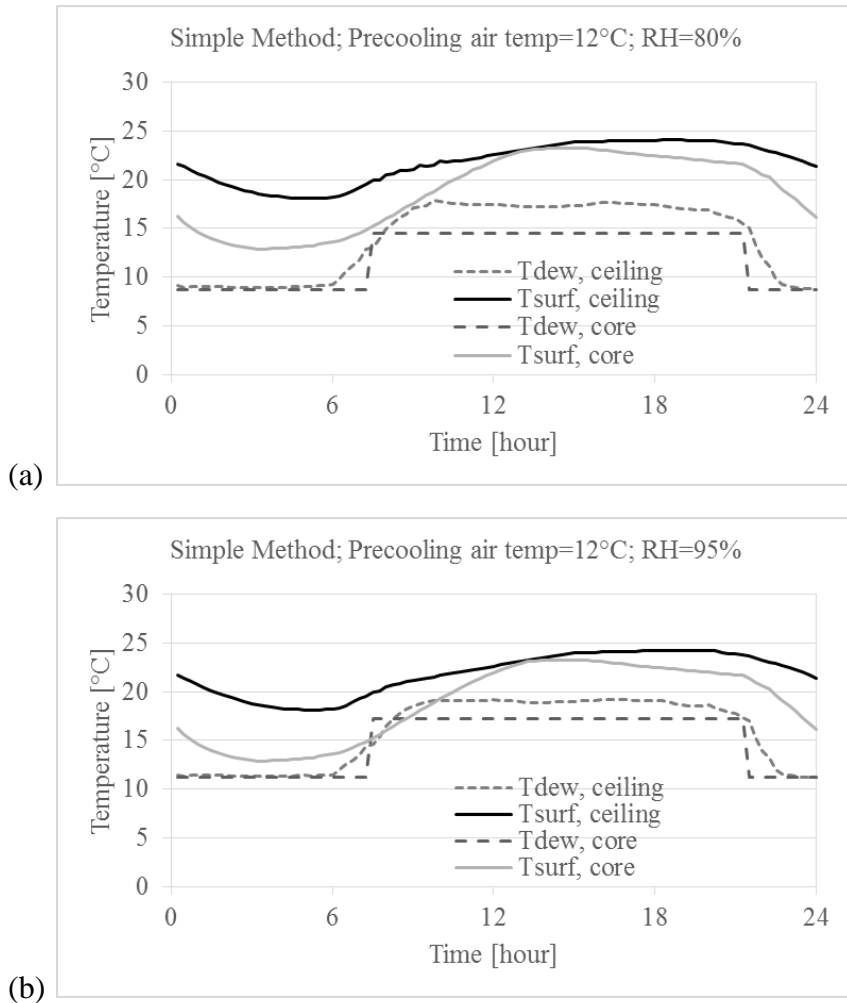 Simple Method; Precooling air temp=12°C; RH=80%
30
25
20
15
10
5
0
Temperature [°C]
Tdew, ceiling
Tsurf, ceiling
Tdew, core
Tsurf, core
0 6 12 18 24
Time [hour]
(a)
Simple Method; Precooling air temp=12°C; RH=95%
30
25
20
15
10
5
0
Temperature [°C]
Tdew, ceiling
Tsurf, ceiling
Tdew, core
Tsurf, core
0 6 12 18 24
Time [hour]
(b)